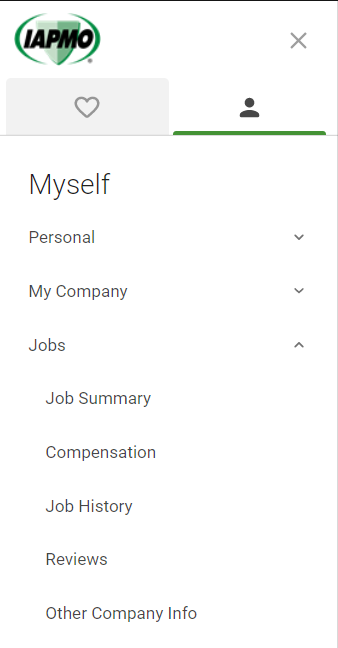 IAPMO
Myself
Personal
My Company
Jobs
Job Summary
Compensation
Job History
Reviews
Other Company Info